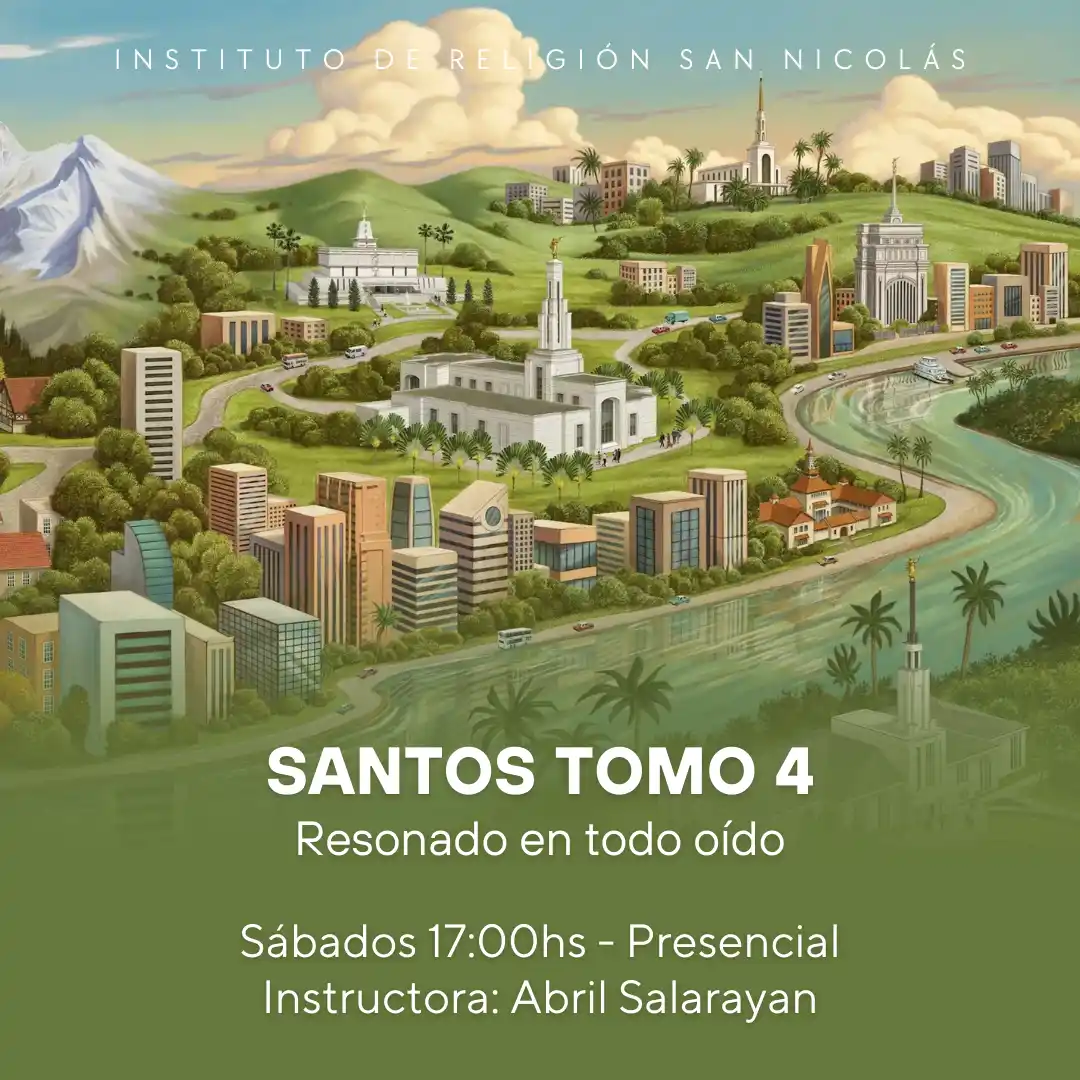 INSTITUTO DE RELIGIÓN SAN NICOLÁS
SANTOS TOMO 4
Resonado en todo oído
Sábados 17:00hs - Presencial
Instructora: Abril Salarayan